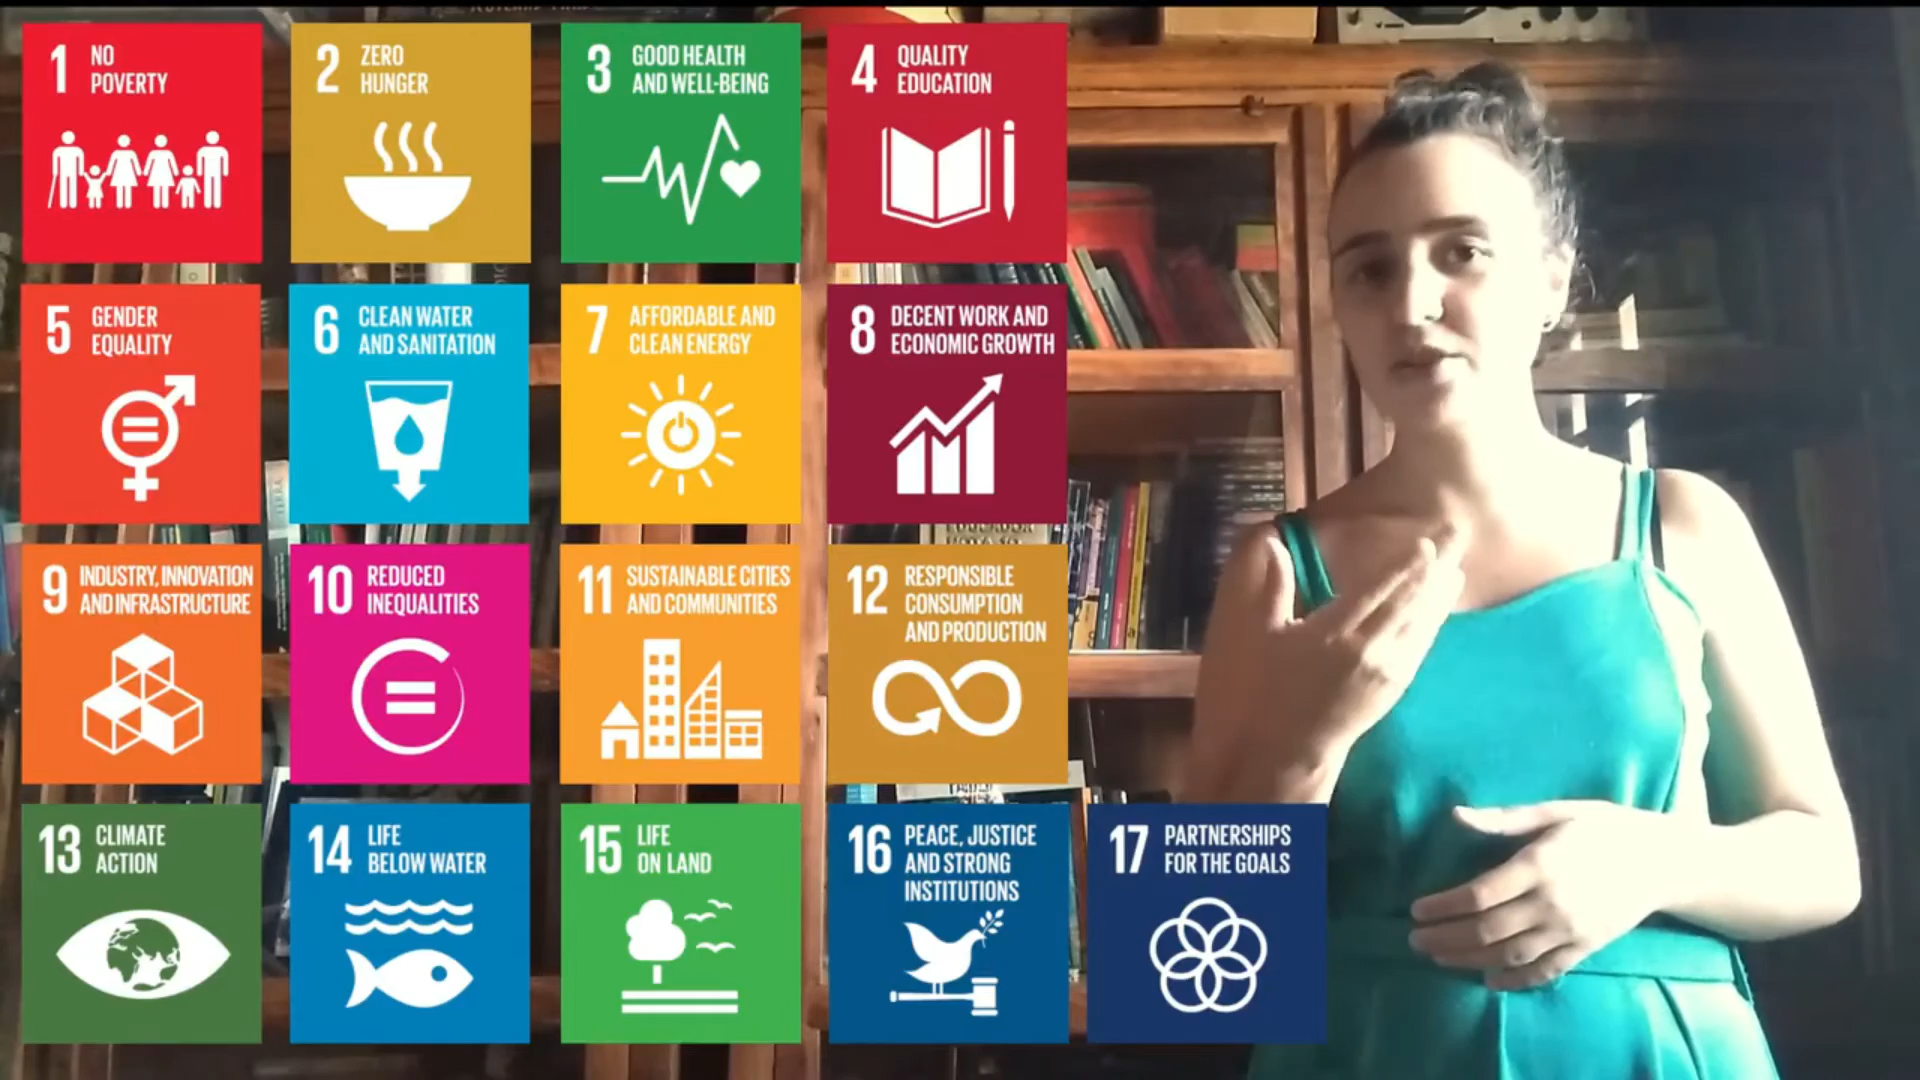 1 NO
POVERTY
2 ZERO
HUNGER
3 GOOD HEALTH
AND WELL-BEING
4 QUALITY
EDUCATION
5 GENDER
EQUALITY
6 CLEAN WATER
AND SANITATION
7 AFFORDABLE AND
CLEAN ENERGY
8 DECENT WORK AND
ECONOMIC GROWTH
9 INDUSTRY, INNOVATION
AND INFRASTRUCTURE
10 REDUCED
INEQUALITIES
11 SUSTAINABLE CITIES
AND COMMUNITIES
12 RESPONSIBLE
CONSUMPTION
AND PRODUCTION
13 CLIMATE
ACTION
14 LIFE
BELOW WATER
15 LIFE
ON LAND
16 PEACE, JUSTICE
AND STRONG
INSTITUTIONS
17 PARTNERSHIPS
FOR THE GOALS